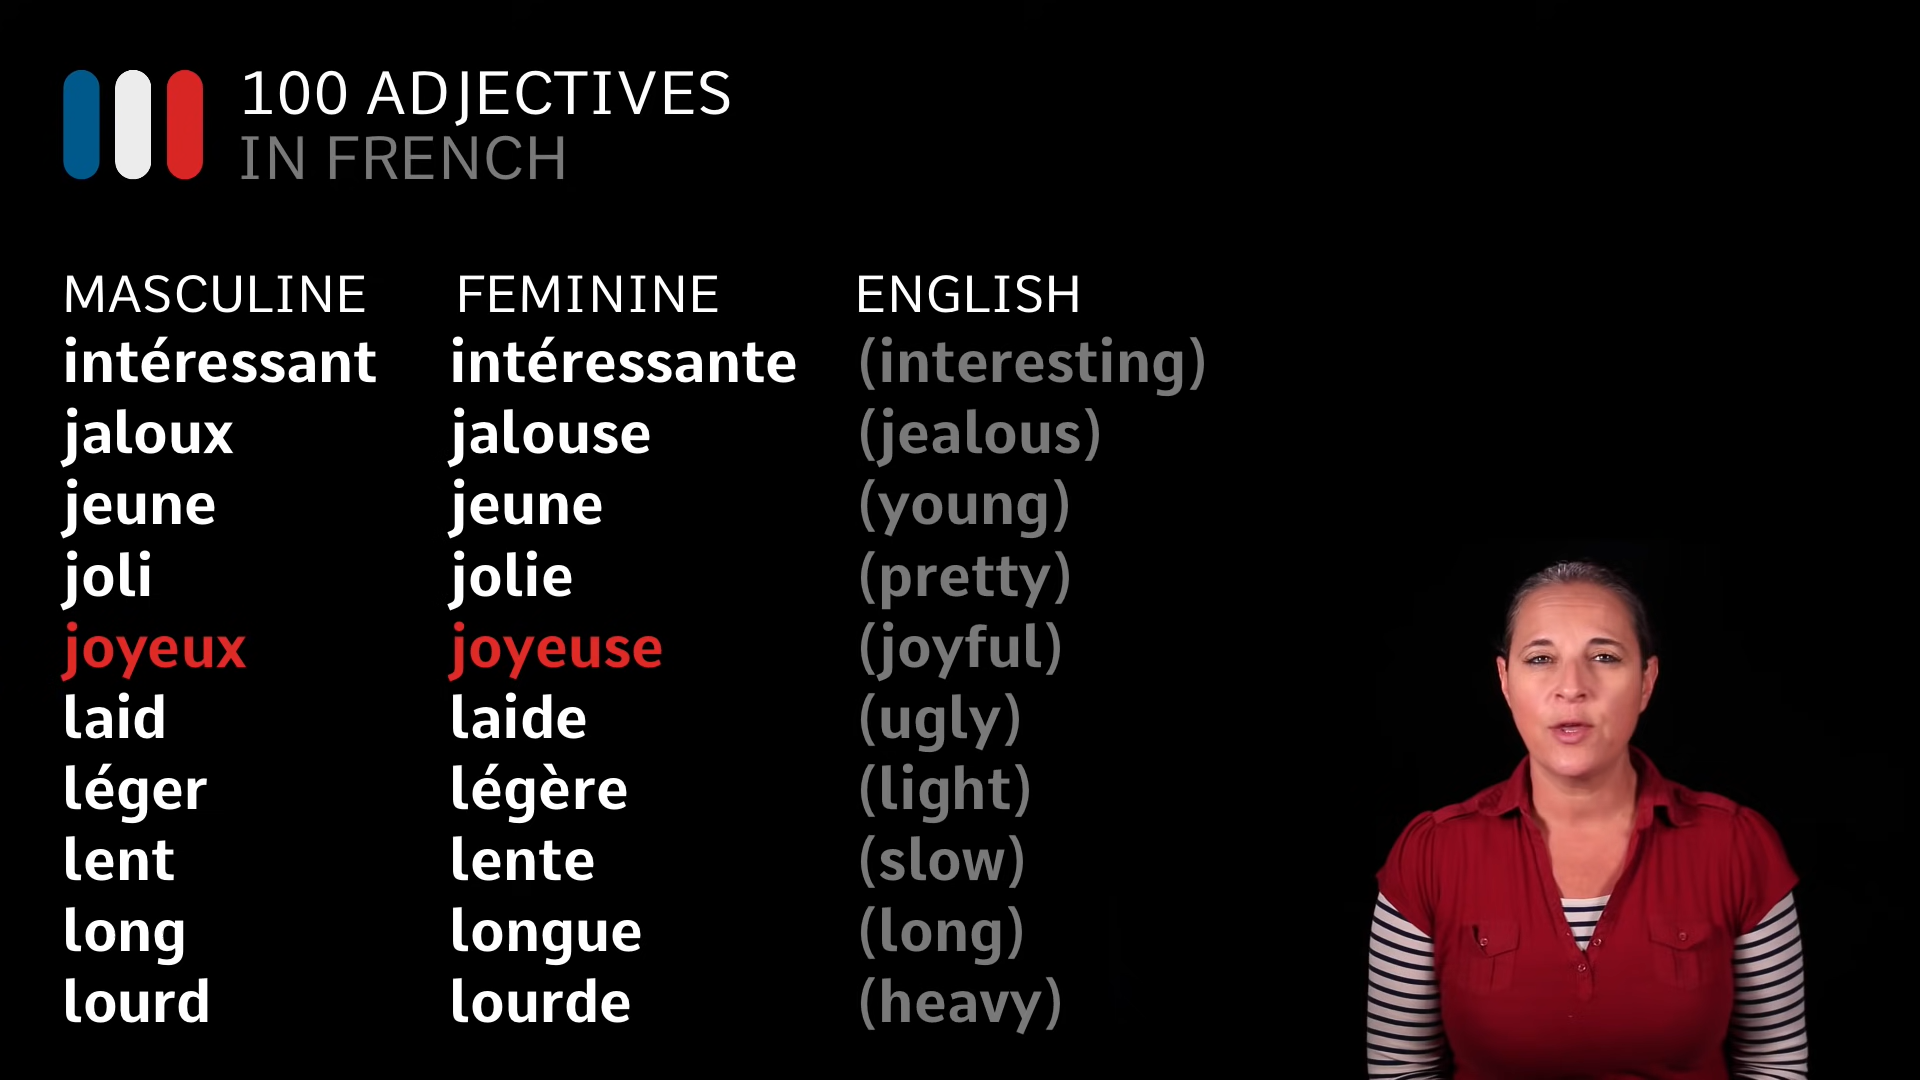 100 ADJECTIVES
IN FRENCH
MASCULINE FEMININE ENGLISH
intéressant intéressante (interesting)
jaloux jalouse (jealous)
jeune jeune (young)
joli jolie (pretty)
joyeux joyeuse (joyful)
laid laide (ugly)
léger légère (light)
lent lente (slow)
long longue (long)
lourd lourde (heavy)